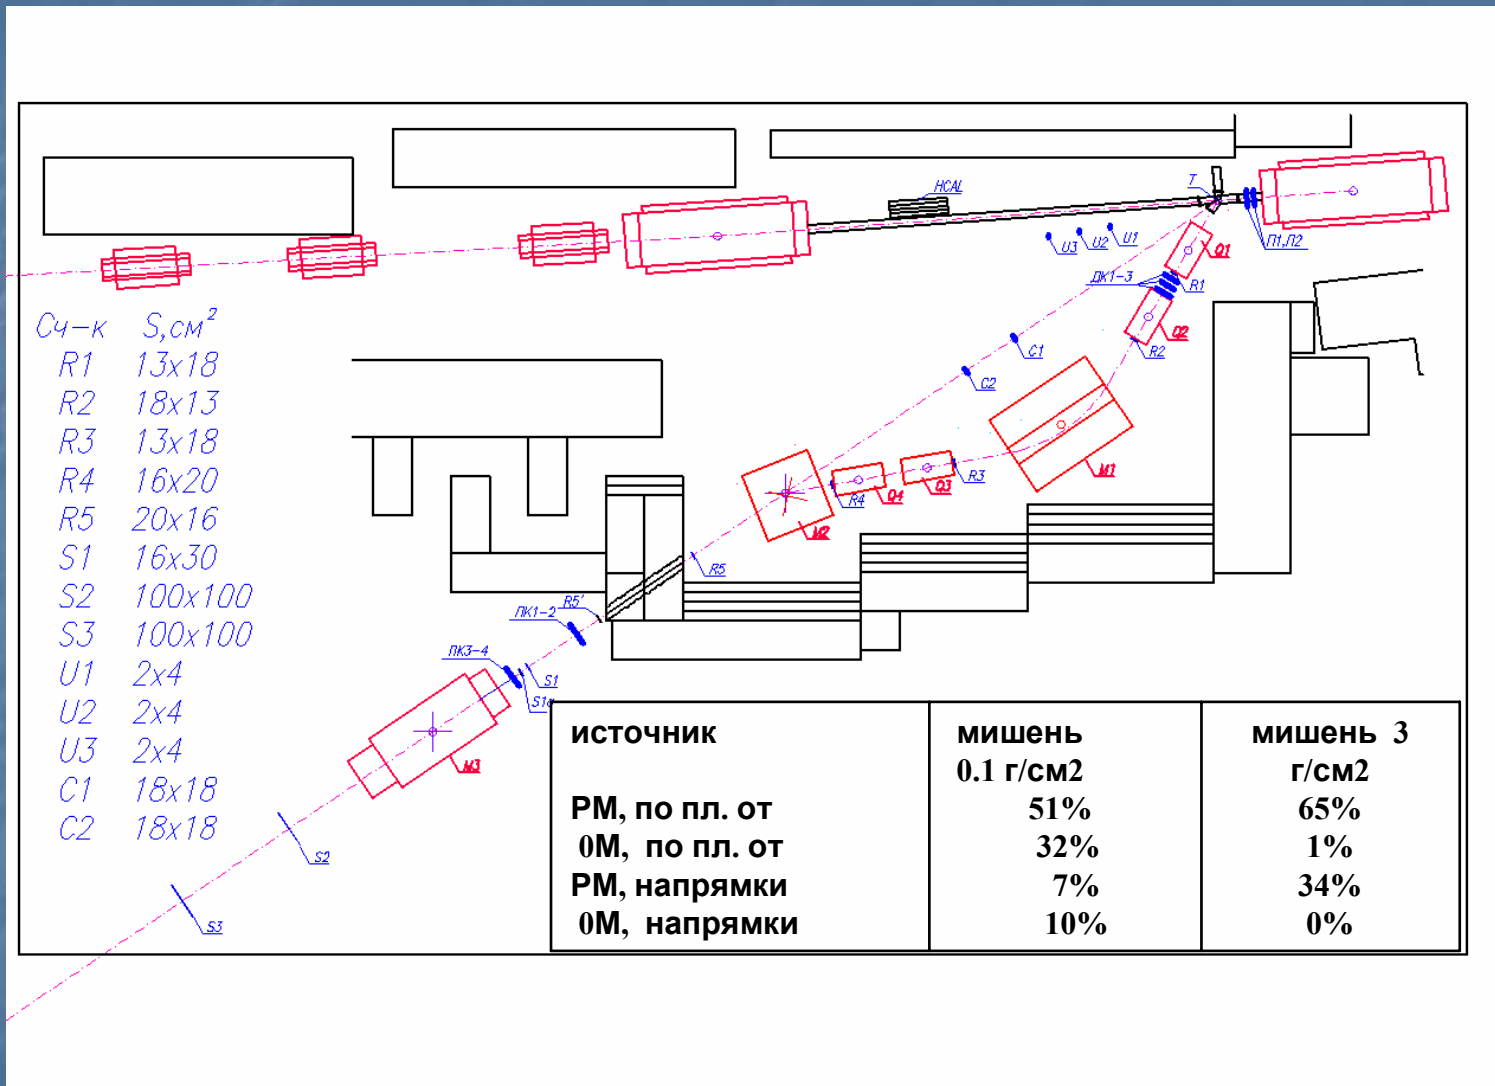 HCAL
T
П1,П2
U3
U2
U1
Q1
ДК1-3
R1
Q2
R2
C1
C2
Сч-к S,см²
R1 13x18
R2 18x13
R3 13x18
R4 16x20
R5 20x16
S1 16x30
S2 100x100
S3 100x100
U1 2x4
U2 2x4
U3 2x4
C1 18x18
C2 18x18
M1
R3
Q3
Q4
R4
M2
R5
R5'
ПК1-2
ПК3-4
S1
M3
S2
S3
источник мишень 0.1 г/см2 мишень 3 г/см2
РМ, по пл. от 51% 65%
0М, по пл. от 32% 1%
РМ, напрямки 7% 34%
0М, напрямки 10% 0%